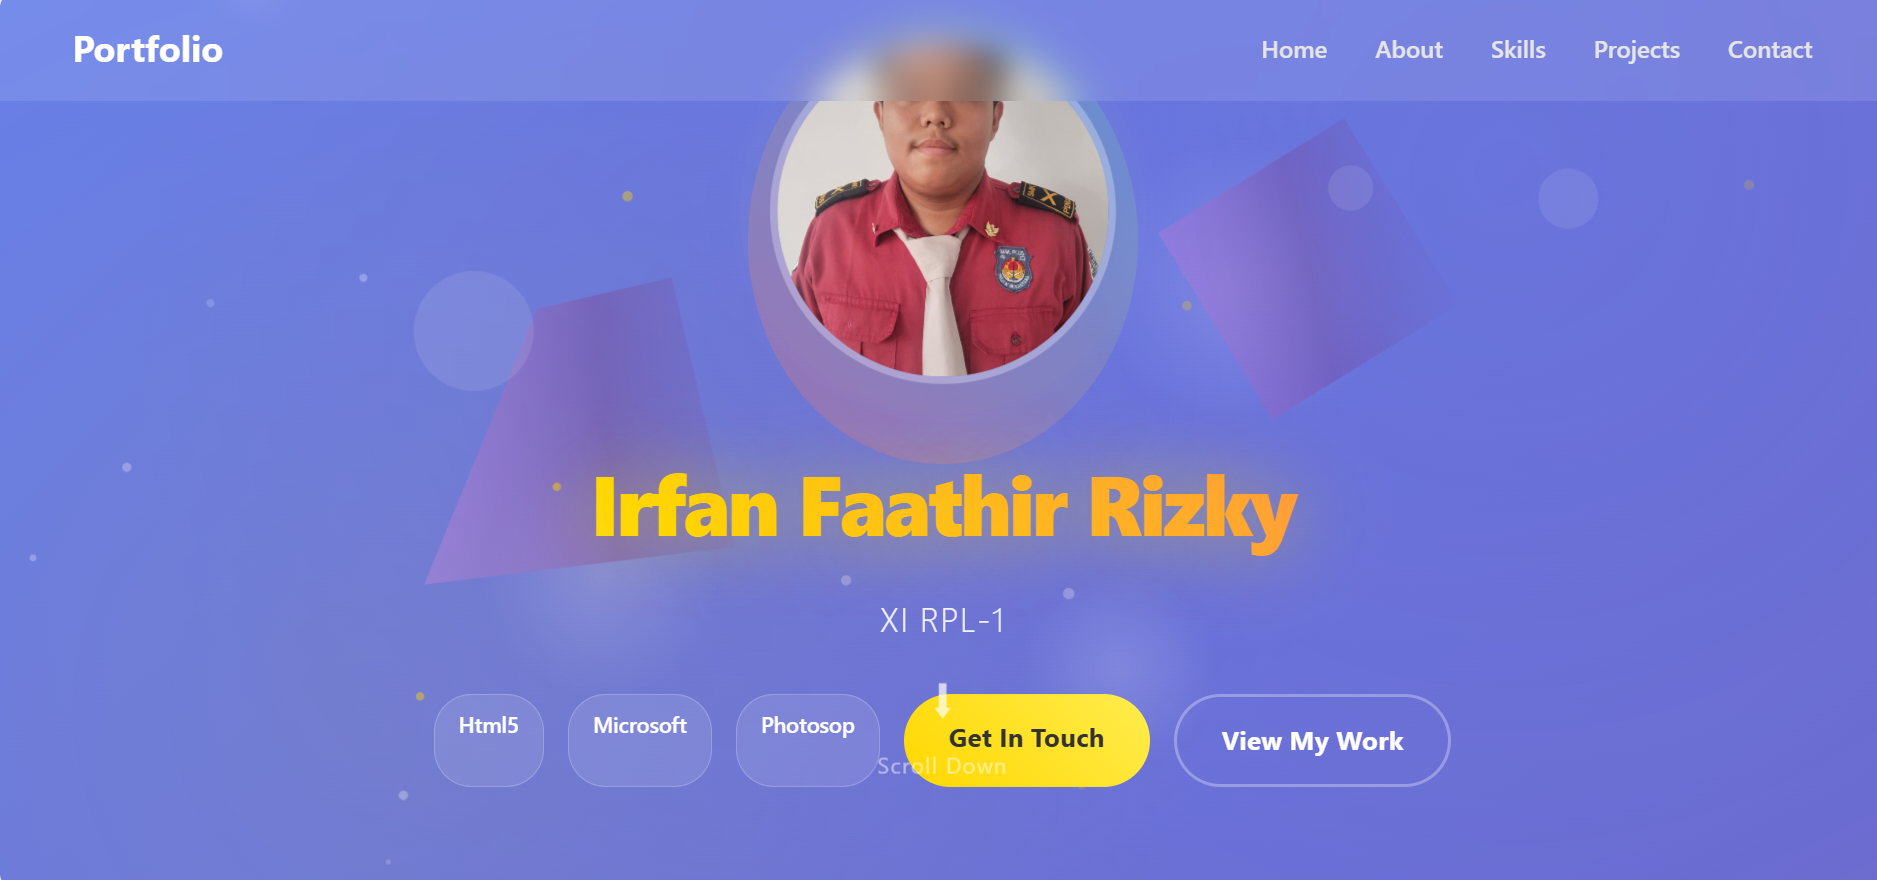 Portfolio
Home About Skills Projects Contact
Irfan Faathir Rizky
XI RPL-1
Html5 Microsoft Photosop Get In Touch View My Work
Scroll Down